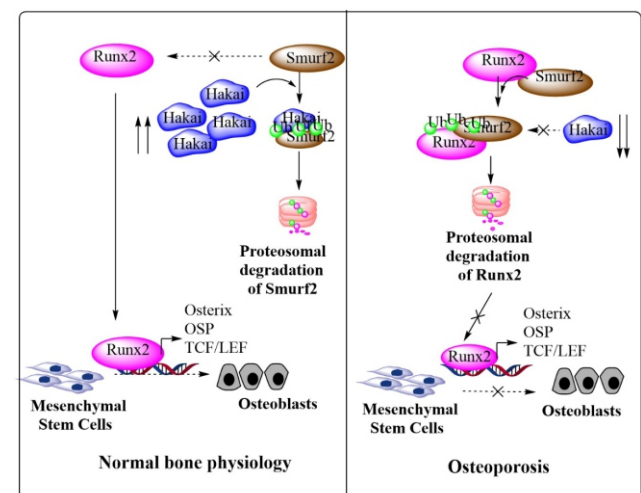 Runx2
Smurf2
Hakai
Hakai
Hakai
Hakai
Hakai
Ub Ub Ub
Smurf2
Proteosomal
degradation
of Smurf2
Runx2
Osterix
OSP
TCF/LEF
Mesenchymal
Stem Cells
Osteoblasts
Normal bone physiology
Runx2
Smurf2
Ub Ub Ub
Smurf2
Runx2
Hakai
Proteosomal
degradation
of Runx2
Osterix
OSP
TCF/LEF
Runx2
Mesenchymal
Stem Cells
Osteoblasts
Osteoporosis